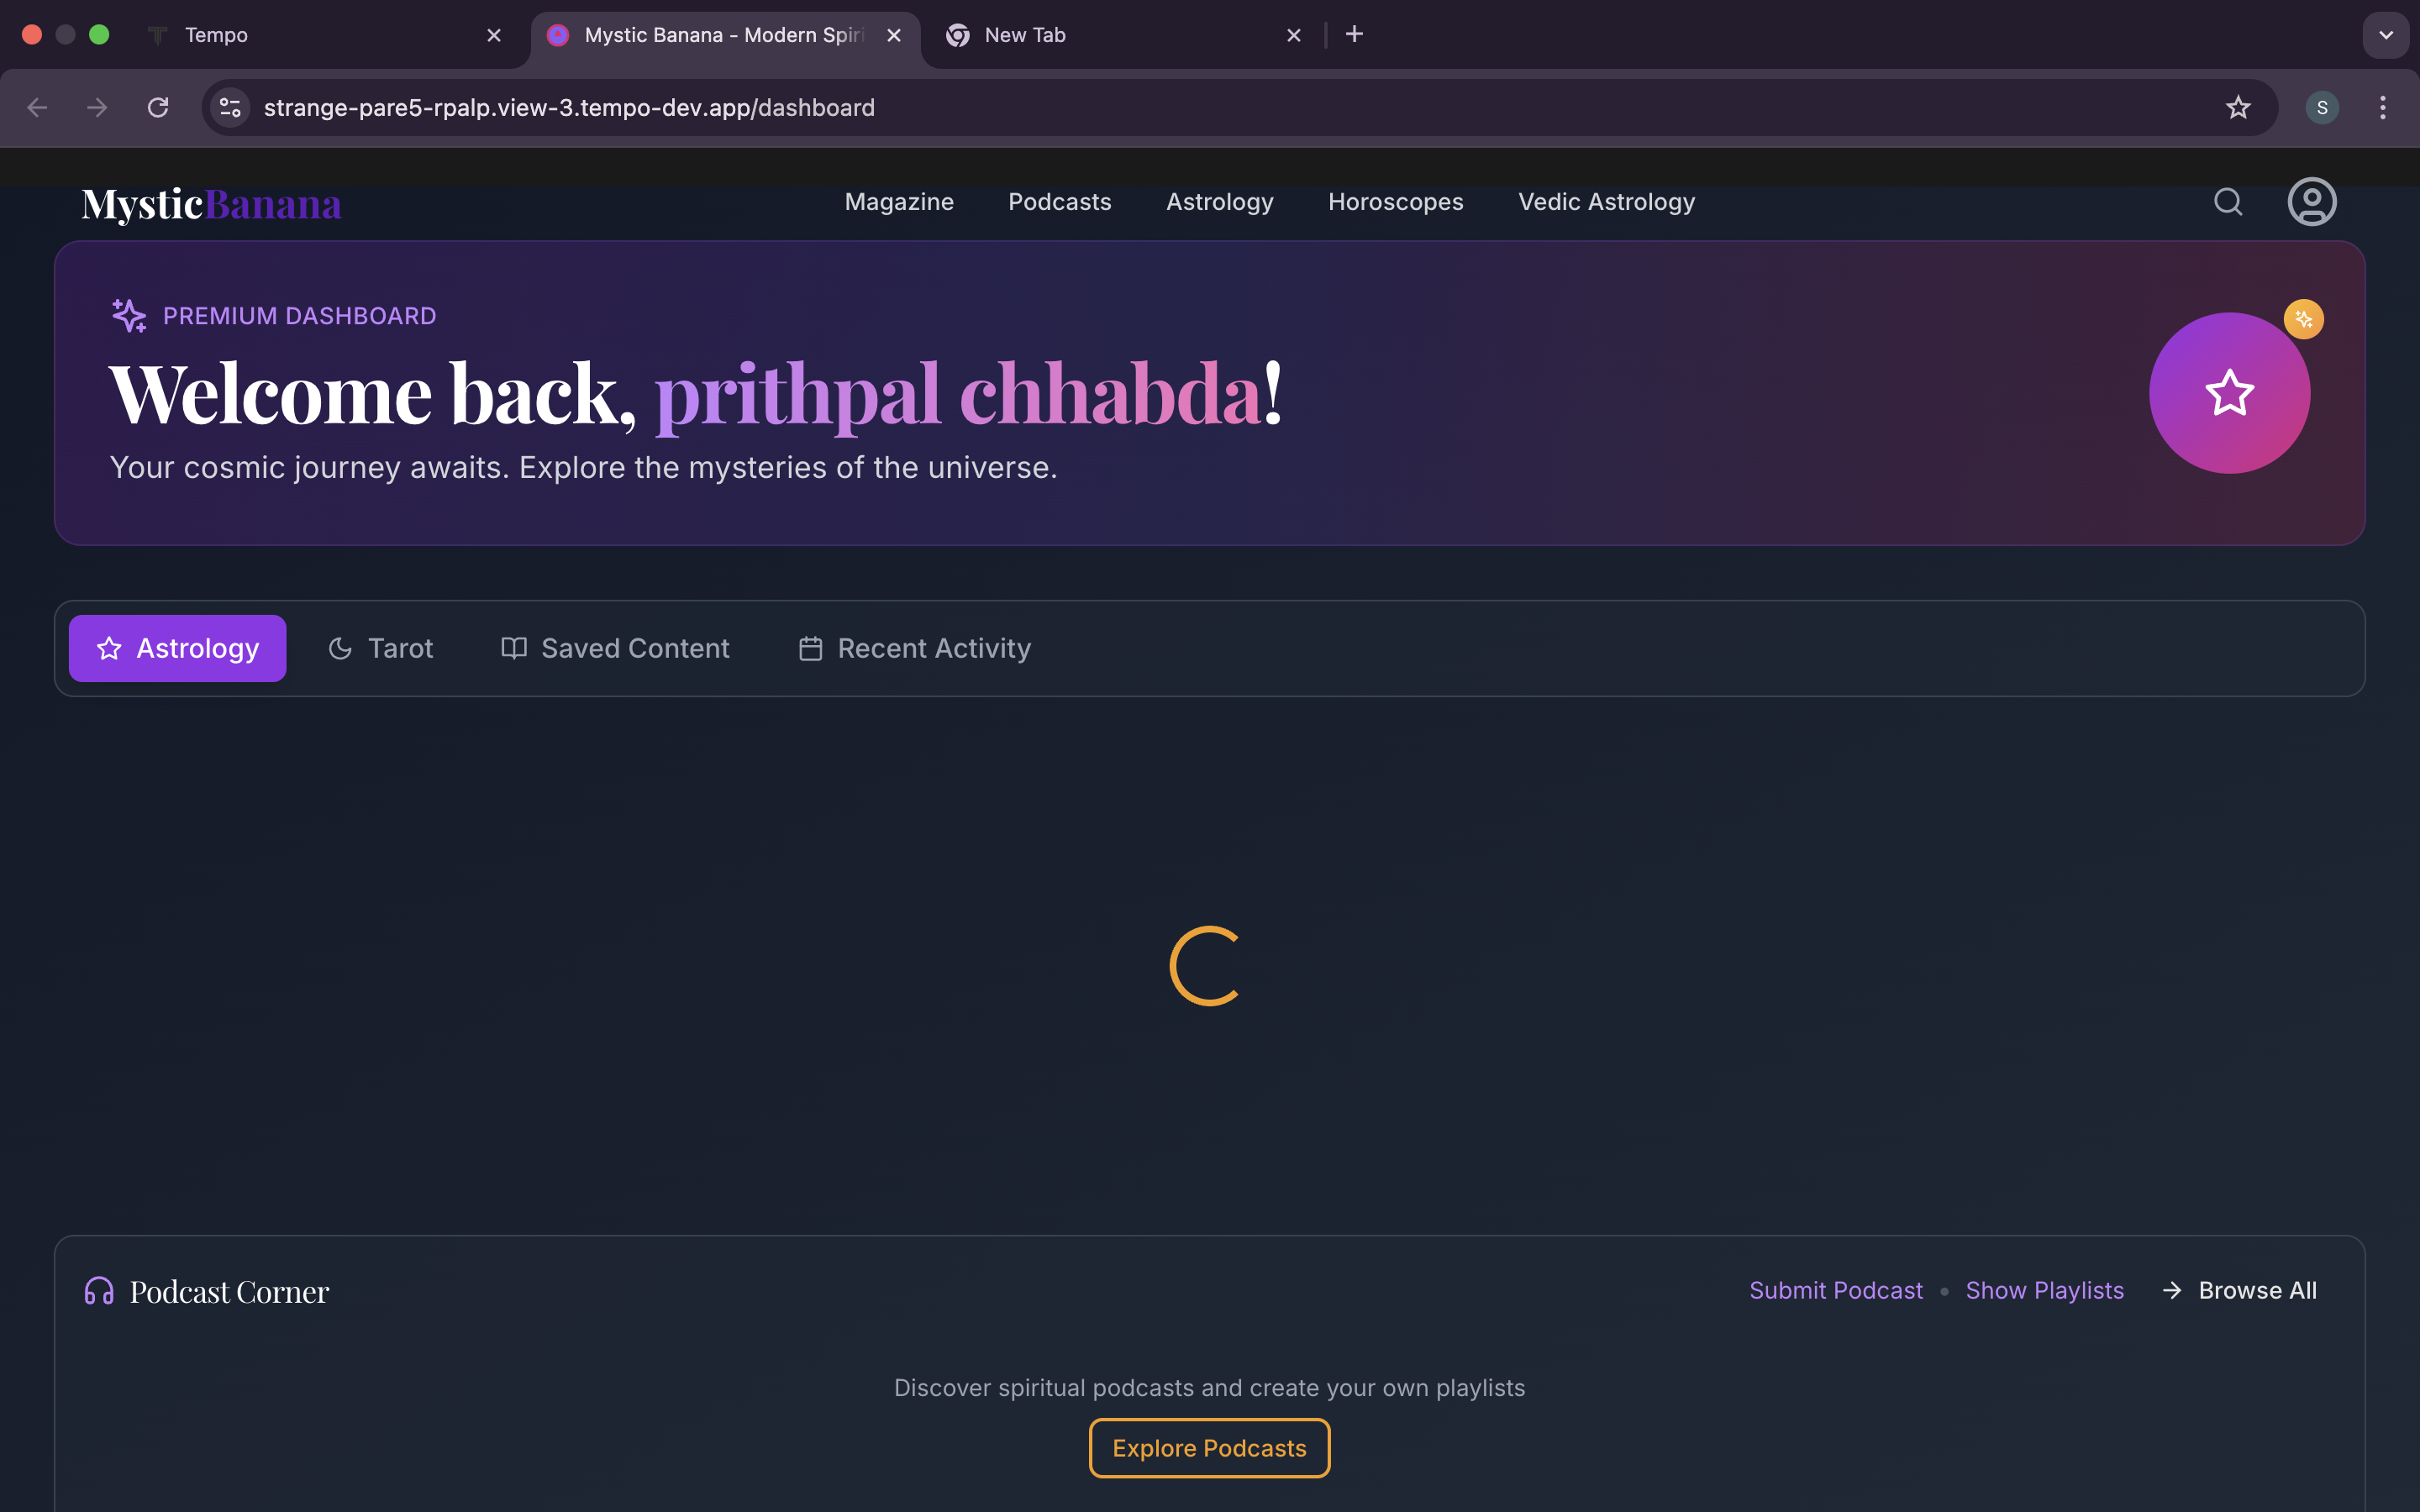 Tempo
Mystic Banana - Modern Spiri
New Tab
strange-pare5-rpalp.view-3.tempo-dev.app/dashboard
S
MysticBanana
Magazine
Podcasts
Astrology
Horoscopes
Vedic Astrology
PREMIUM DASHBOARD
Welcome back, prithpal chhabda!
Your cosmic journey awaits. Explore the mysteries of the universe.
Astrology
Tarot
Saved Content
Recent Activity
Podcast Corner
Submit Podcast
Show Playlists
Browse All
Discover spiritual podcasts and create your own playlists
Explore Podcasts